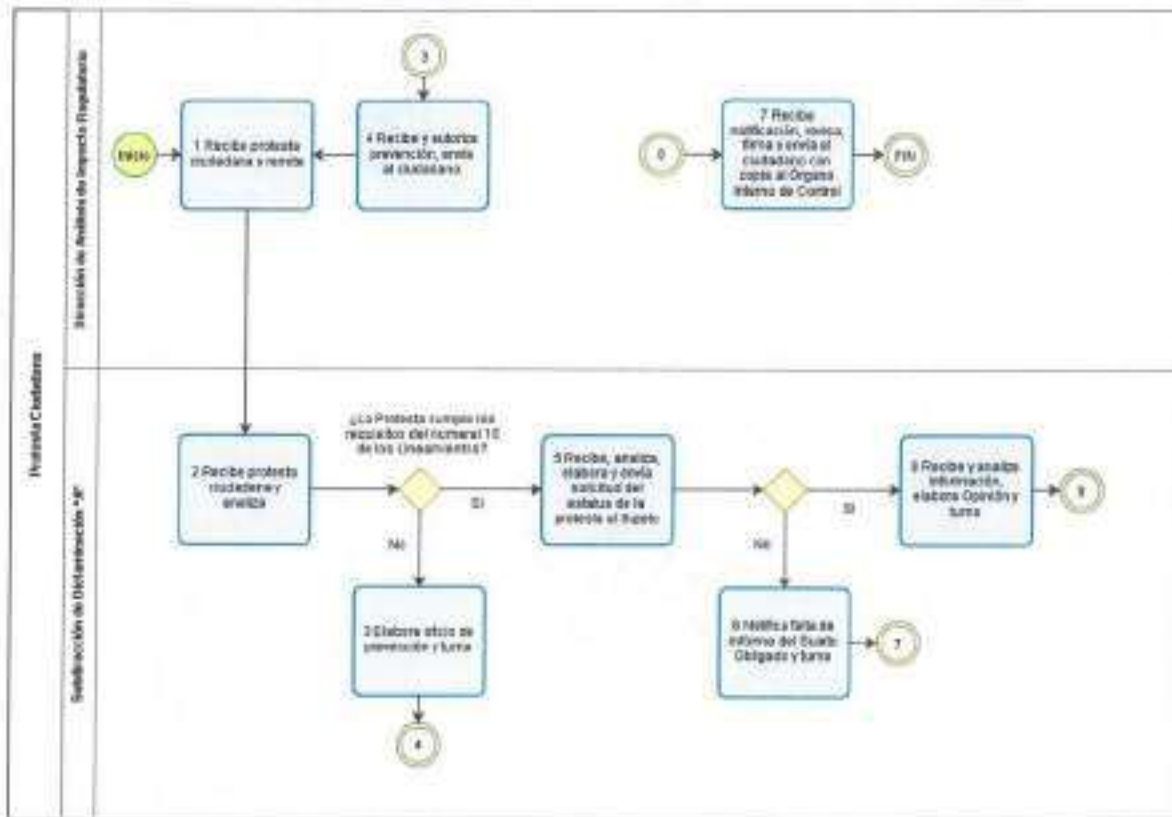 Protesta Ciudadana
Dirección de Análisis de Impacto Regulatorio
Subdirección de Dictaminación "A"
Inicio
1 Recibe protesta
ciudadana y remite
3
4 Recibe y autoriza
prevención, envía
al ciudadano
7 Recibe
notificación, revisa,
firma y envía al
ciudadano con
copia al Órgano
Interno de Control
FIN
2 Recibe protesta
ciudadana y
analiza
¿La Protesta cumple los
requisitos del numeral 10
de los Lineamientos?
Si
No
3 Elabora oficio de
prevención y turna
4
5 Recibe, analiza,
elabora y envía
solicitud del
estatus de la
protesta al Sujeto
Si
No
6 Notifica falta de
informe del Sujeto
Obligado y turna
7
Recibe y analiza
información,
elabora Opinión y
turna
9